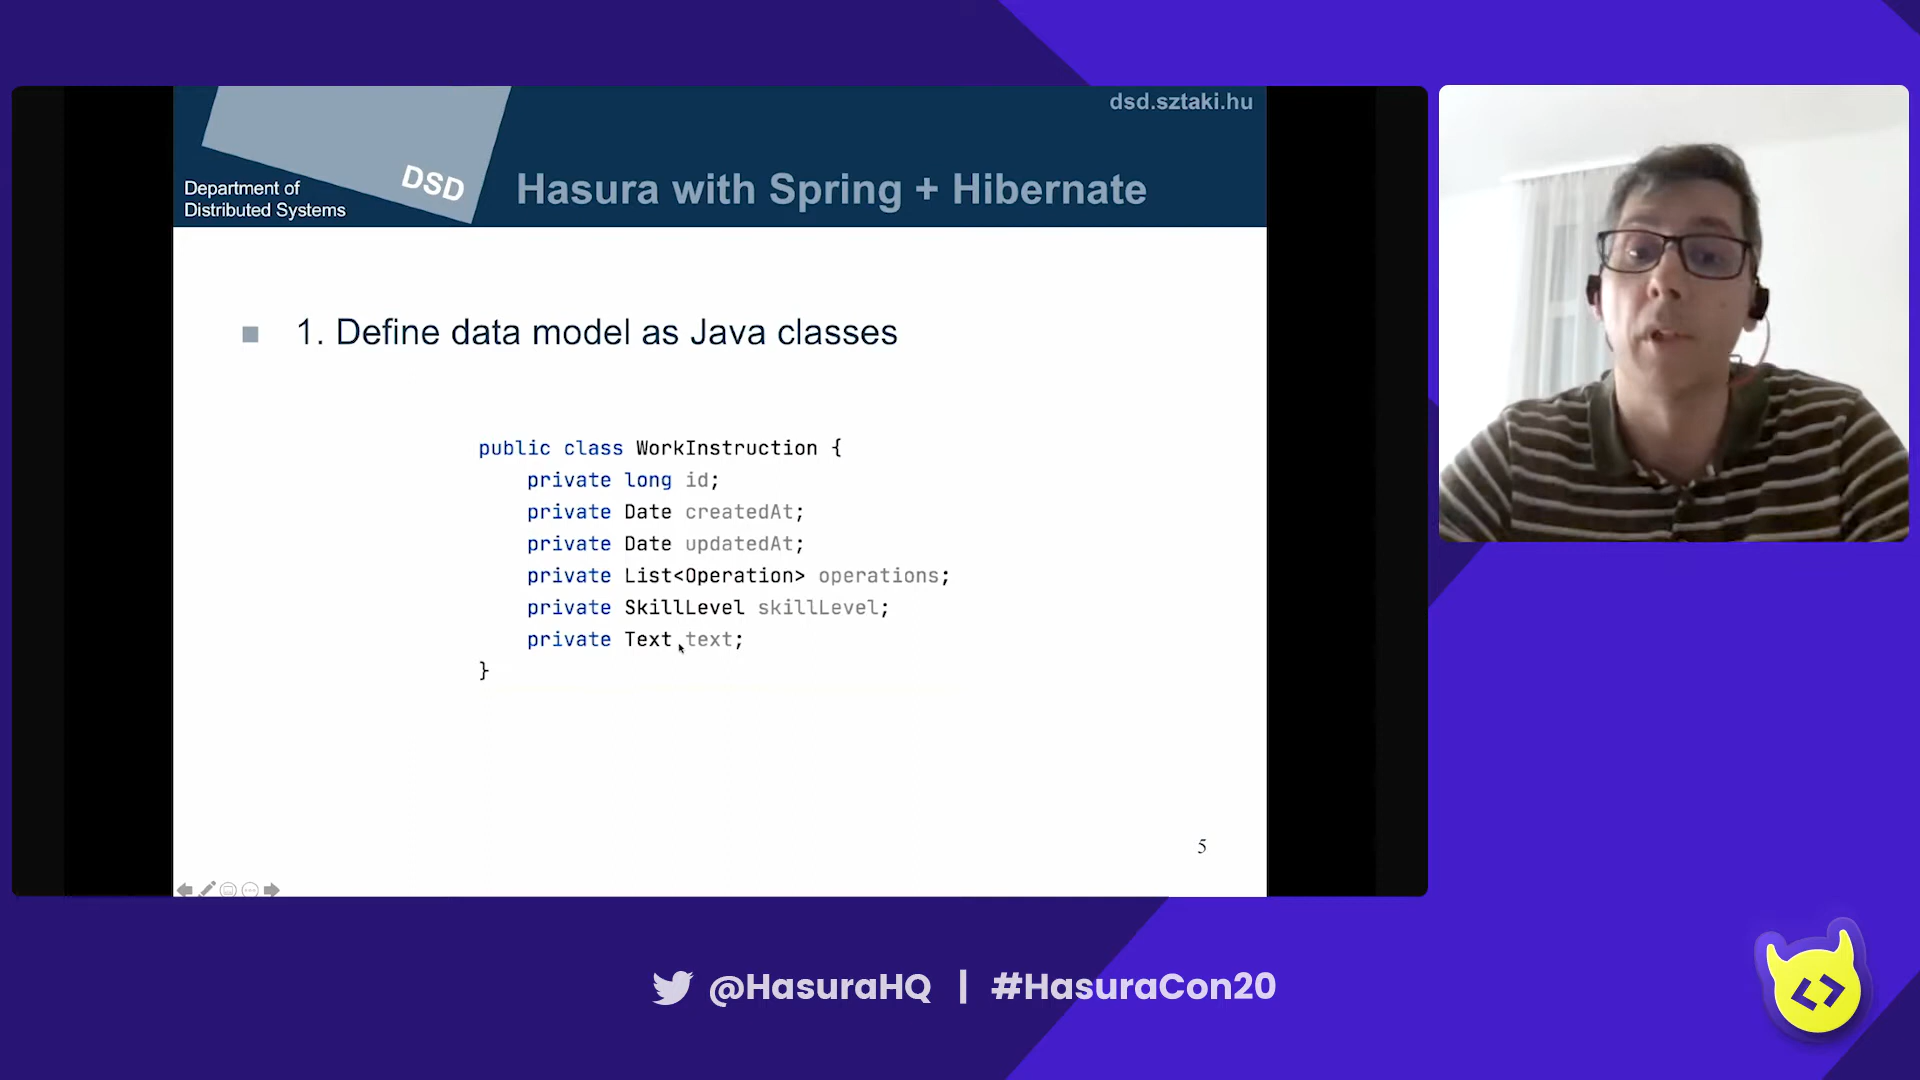 dsd.sztaki.hu
DSD
Department of
Distributed Systems
Hasura with Spring + Hibernate
1. Define data model as Java classes
public class WorkInstruction {
private long id;
private Date createdAt;
private Date updatedAt;
private List<Operation> operations;
private SkillLevel skillLevel;
private Text text;
}
5
@HasuraHQ | #HasuraCon20